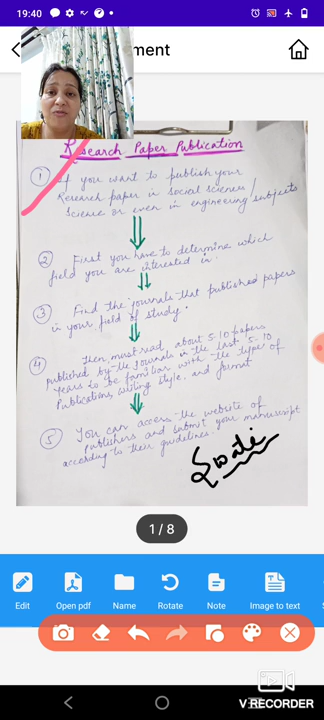 19:40
ment
Research Paper Publication
① If you want to publish your
Research paper in social sciences/
science or even in engineering subjects
② First you have to determine which
field you are interested in.
③ Find the journals that published papers
in your field of study.
④ Then must read about 5-10 papers
published by the Journals in the last 5-10
Years to be familiar with the type of
Publications, writing style, and format
⑤ You can access the website of
publishers and submit your manuscript
according to their guidelines.
Swati
1 / 8
Edit
Open pdf
Name
Rotate
Note
Image to text
V RECORDER